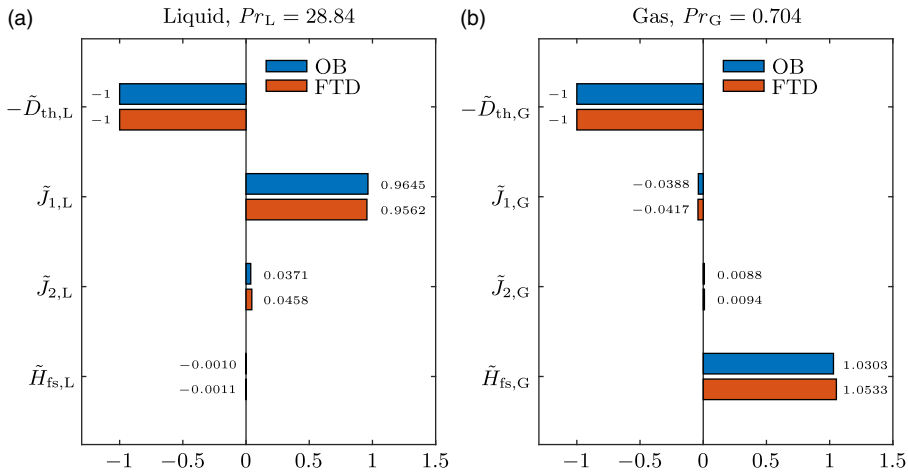 (a)
Liquid, Pr_L = 28.84
OB
FTD
−D̃_th,L
−1
−1
J̃_1,L
0.9645
0.9562
J̃_2,L
0.0371
0.0458
H̃_fs,L
−0.0010
−0.0011
−1 −0.5 0 0.5 1 1.5
(b)
Gas, Pr_G = 0.704
OB
FTD
−D̃_th,G
−1
−1
J̃_1,G
−0.0388
−0.0417
J̃_2,G
0.0088
0.0094
H̃_fs,G
1.0303
1.0533
−1 −0.5 0 0.5 1 1.5